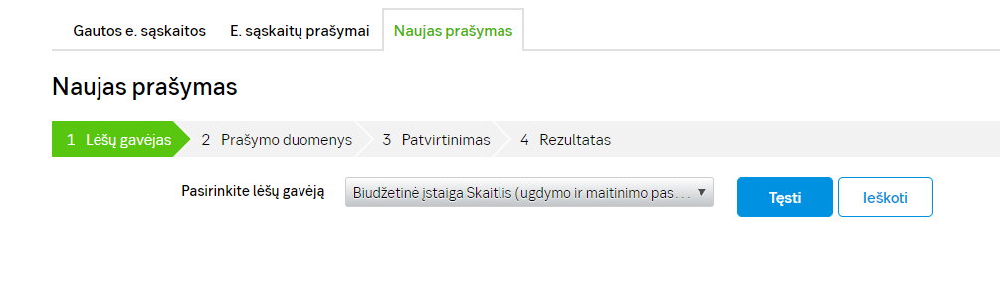 Gautos e. sąskaitos E. sąskaitų prašymai Naujas prašymas
Naujas prašymas
1 Lėšų gavėjas 2 Prašymo duomenys 3 Patvirtinimas 4 Rezultatas
Pasirinkite lėšų gavėją Biudžetinė įstaiga Skaitlis (ugdymo ir maitinimo pas... Tęsti Ieškoti